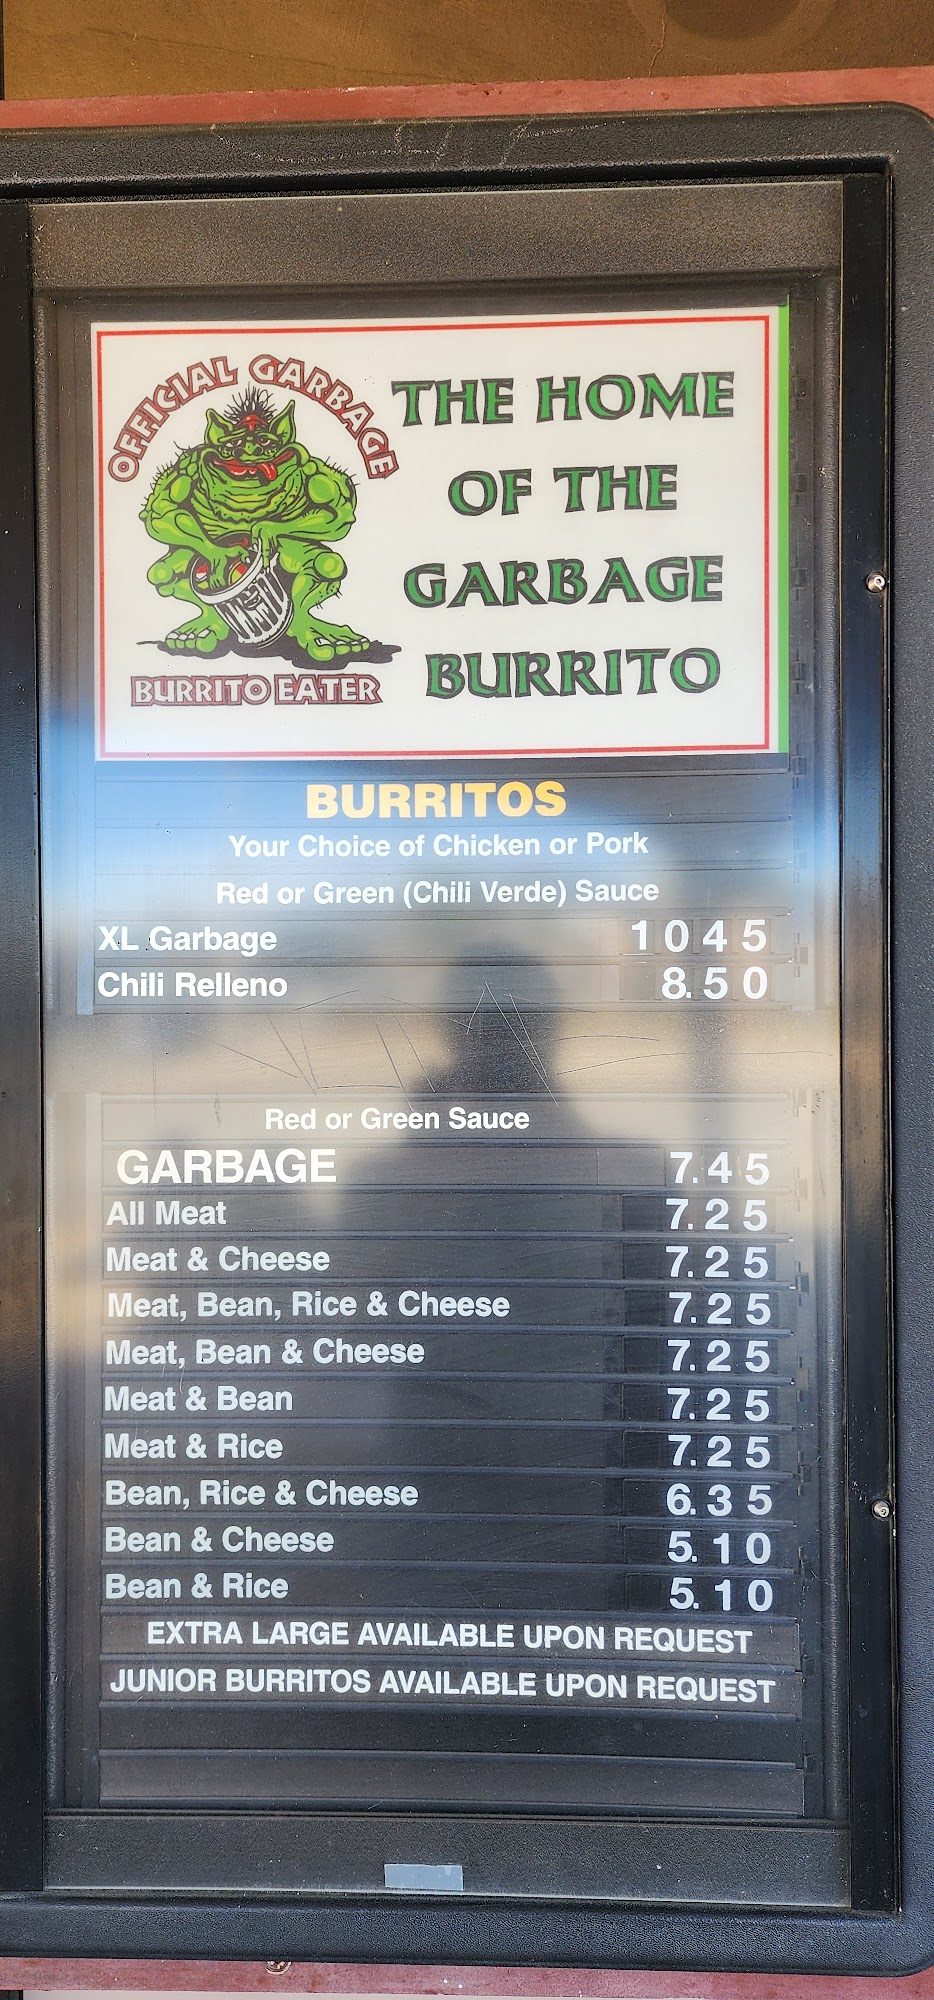 OFFICIAL GARBAGE
BURRITO EATER
THE HOME
OF THE
GARBAGE
BURRITO
BURRITOS
Your Choice of Chicken or Pork
Red or Green (Chili Verde) Sauce
XL Garbage 10 45
Chili Relleno 8.50
Red or Green Sauce
GARBAGE 7.45
All Meat 7.25
Meat & Cheese 7.25
Meat, Bean, Rice & Cheese 7.25
Meat, Bean & Cheese 7.25
Meat & Bean 7.25
Meat & Rice 7.25
Bean, Rice & Cheese 6.35
Bean & Cheese 5.10
Bean & Rice 5.10
EXTRA LARGE AVAILABLE UPON REQUEST
JUNIOR BURRITOS AVAILABLE UPON REQUEST